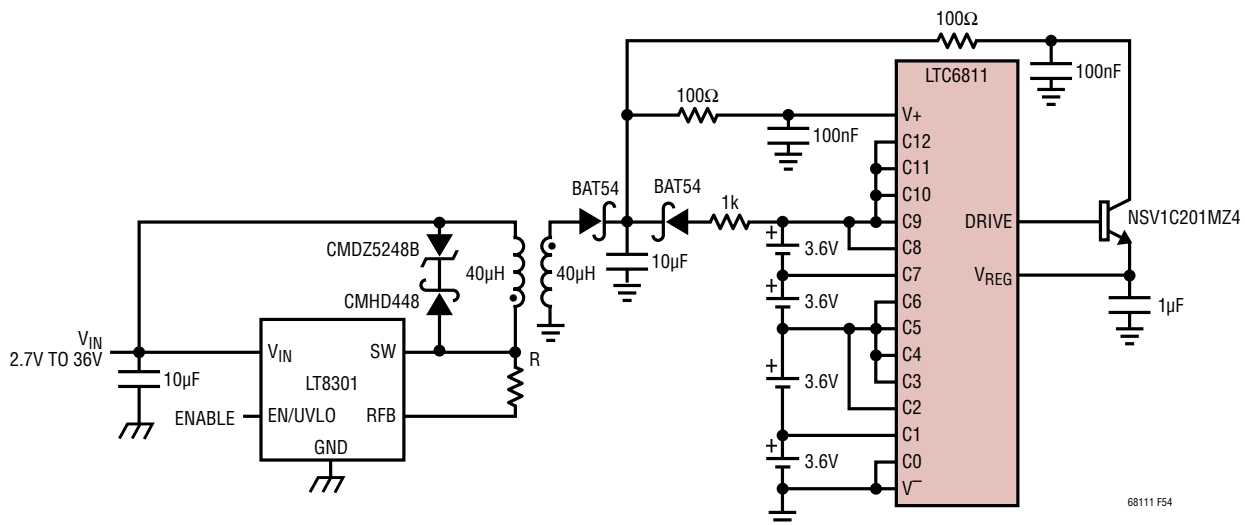 100Ω
LTC6811
100nF
100Ω
V+
100nF
C12
C11
BAT54
BAT54
1k
C10
C9
DRIVE
NSV1C201MZ4
CMDZ5248B
+
3.6V
C8
40µH
40µH
10µF
C7
VREG
CMHD448
+
3.6V
C6
1µF
C5
VIN
2.7V TO 36V
VIN
SW
R
C4
10µF
LT8301
+
3.6V
C3
ENABLE
EN/UVLO
RFB
C2
GND
C1
+
3.6V
C0
V–
68111 F54